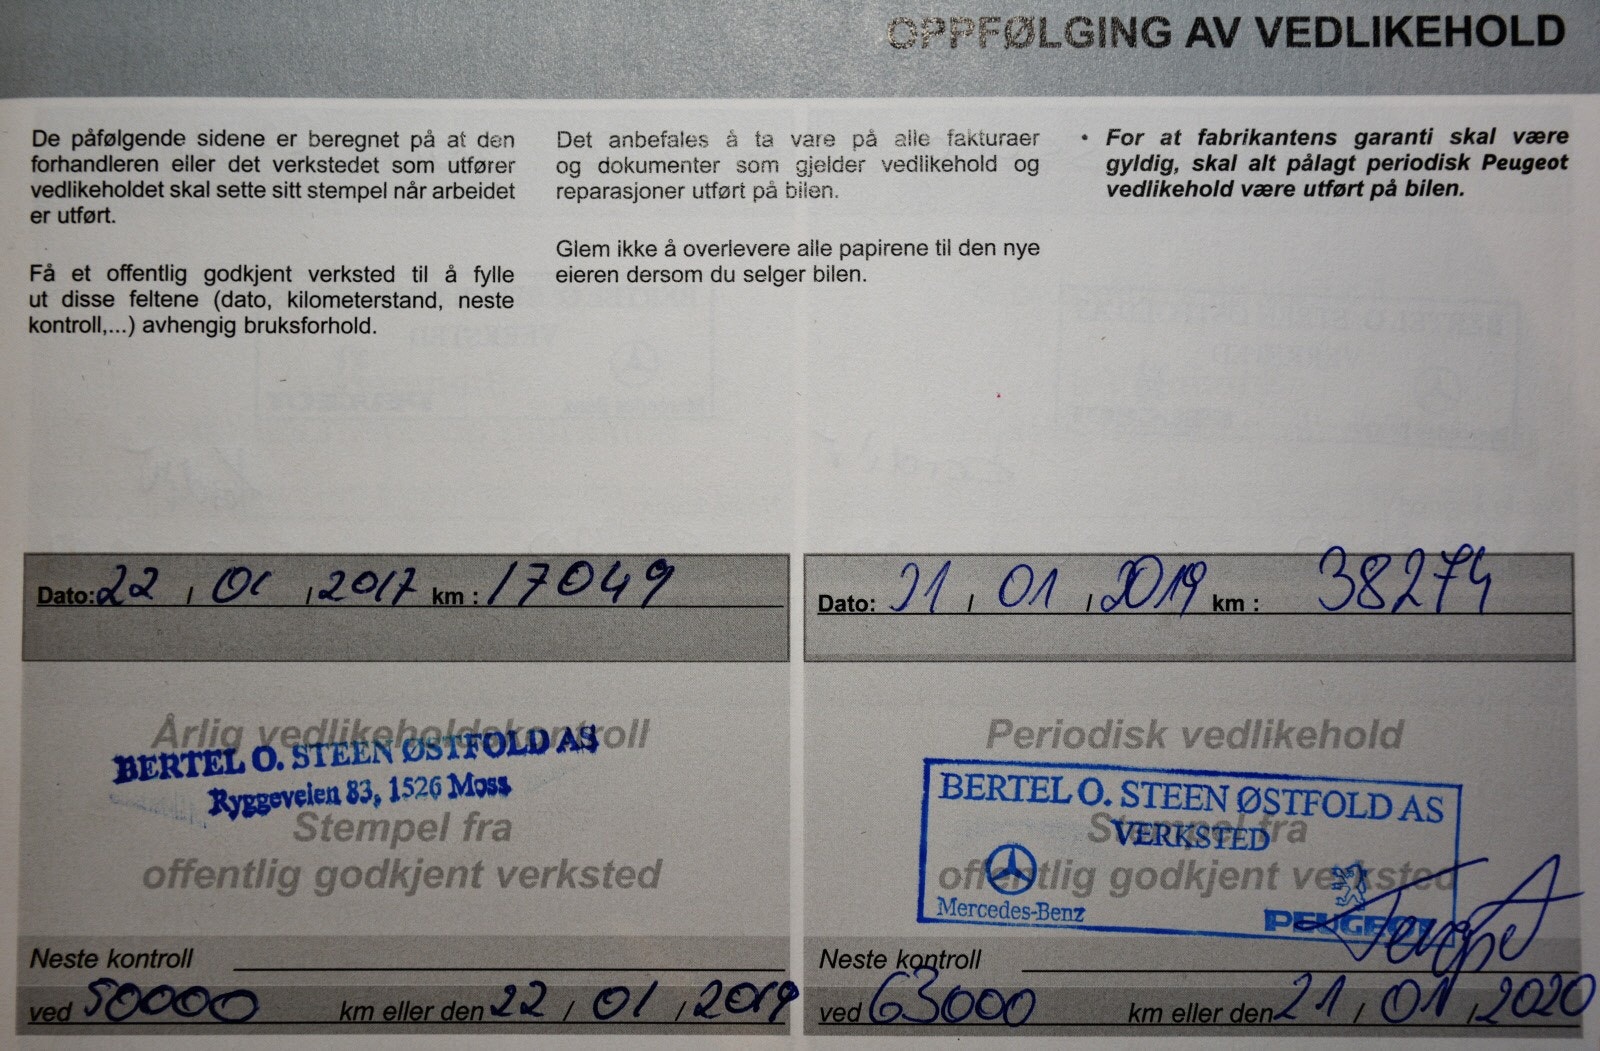 OPPFØLGING AV VEDLIKEHOLD
De påfølgende sidene er beregnet på at den
forhandleren eller det verkstedet som utfører
vedlikeholdet skal sette sitt stempel når arbeidet
er utført.
Få et offentlig godkjent verksted til å fylle
ut disse feltene (dato, kilometerstand, neste
kontroll,...) avhengig bruksforhold.
Det anbefales å ta vare på alle fakturaer
og dokumenter som gjelder vedlikehold og
reparasjoner utført på bilen.
Glem ikke å overlevere alle papirene til den nye
eieren dersom du selger bilen.
• For at fabrikantens garanti skal være
gyldig, skal alt pålagt periodisk Peugeot
vedlikehold være utført på bilen.
Dato: 22 / 01 / 2017 km : 17049
Årlig vedlikeholdskontroll
BERTEL O. STEEN ØSTFOLD AS
Ryggeveien 83, 1526 Moss
Stempel fra
offentlig godkjent verksted
Neste kontroll
ved 50000 km eller den 22 / 01 / 2019
Dato: 21 / 01 / 2019 km : 38274
Periodisk vedlikehold
BERTEL O. STEEN ØSTFOLD AS
Stempel fra
VERKSTED
offentlig godkjent verksted
Mercedes-Benz PEUGEOT
Neste kontroll
ved 63000 km eller den 21 / 01 / 2020